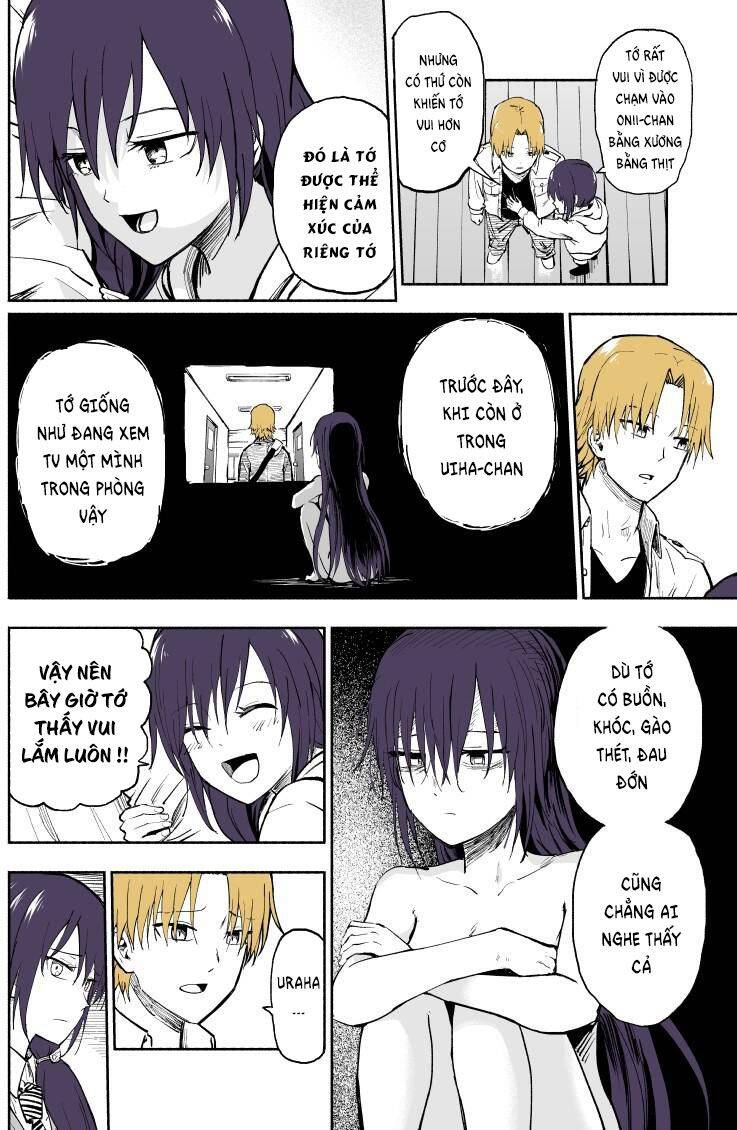 TỚ RẤT
VUI VÌ ĐƯỢC
CHẠM VÀO
ONII-CHAN
BẰNG XƯƠNG
BẰNG THỊT
NHƯNG
CÓ THỨ CÒN
KHIẾN TỚ
VUI HƠN
CƠ
ĐÓ LÀ TỚ
ĐƯỢC THỂ
HIỆN CẢM
XÚC CỦA
RIÊNG TỚ
TRƯỚC ĐÂY,
KHI CÒN Ở
TRONG
UIHA-CHAN
TỚ GIỐNG
NHƯ ĐANG XEM
TV MỘT MÌNH
TRONG PHÒNG
VẬY
DÙ TỚ
CÓ BUỒN,
KHÓC, GÀO
THÉT, ĐAU
ĐỚN
CŨNG
CHẲNG AI
NGHE THẤY
CẢ
VẬY NÊN
BÂY GIỜ TỚ
THẤY VUI
LẮM LUÔN !!
URAHA
...